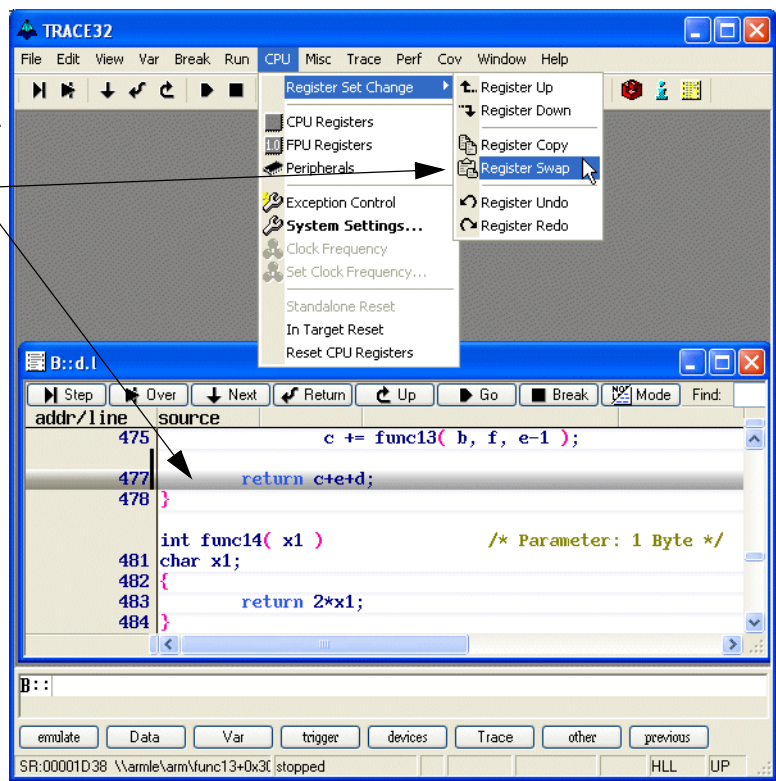 TRACE32
File Edit View Var Break Run CPU Misc Trace Perf Cov Window Help
Register Set Change
CPU Registers
1.0 FPU Registers
Peripherals
Exception Control
System Settings...
Clock Frequency
Set Clock Frequency...
Standalone Reset
In Target Reset
Reset CPU Registers
Register Up
Register Down
Register Copy
Register Swap
Register Undo
Register Redo
B::d.l
Step Over Next Return Up Go Break Mode Find:
addr/line source
475 c += func13( b, f, e-1 );
477 return c+e+d;
478 }
int func14( x1 ) /* Parameter: 1 Byte */
481 char x1;
482 {
483 return 2*x1;
484 }
B::
emulate Data Var trigger devices Trace other previous
SR:00001D38 \\armle\arm\func13+0x30 stopped HLL UP